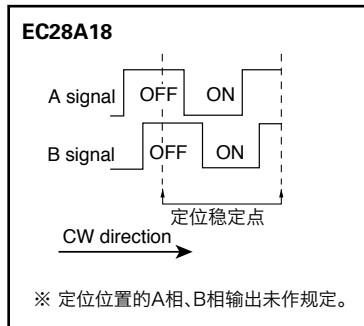 EC28A18
A signal OFF ON
B signal OFF ON
定位稳定点
CW direction
※ 定位位置的A相、B相输出未作规定。